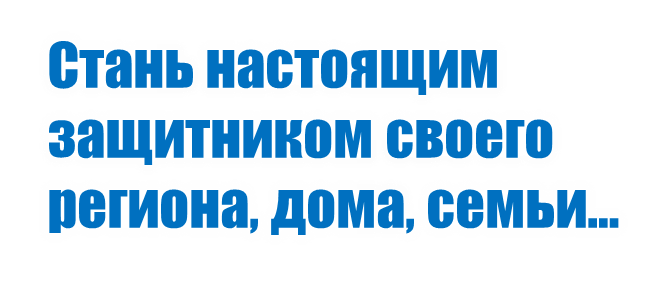 Стань настоящим
защитником своего
региона, дома, семьи...